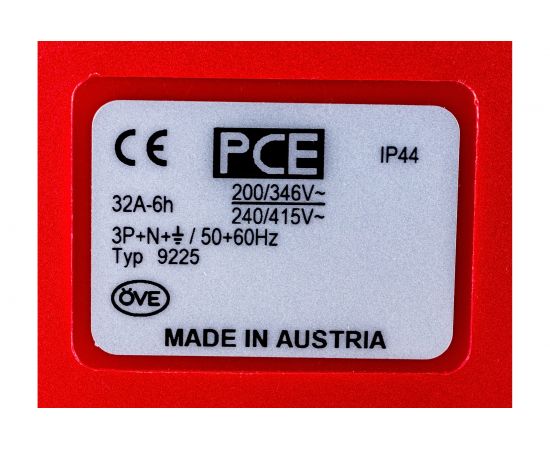 CE PCE IP44
32A-6h 200/346V~
240/415V~
3P+N+⏚ / 50+60Hz
Typ 9225
ÖVE
MADE IN AUSTRIA